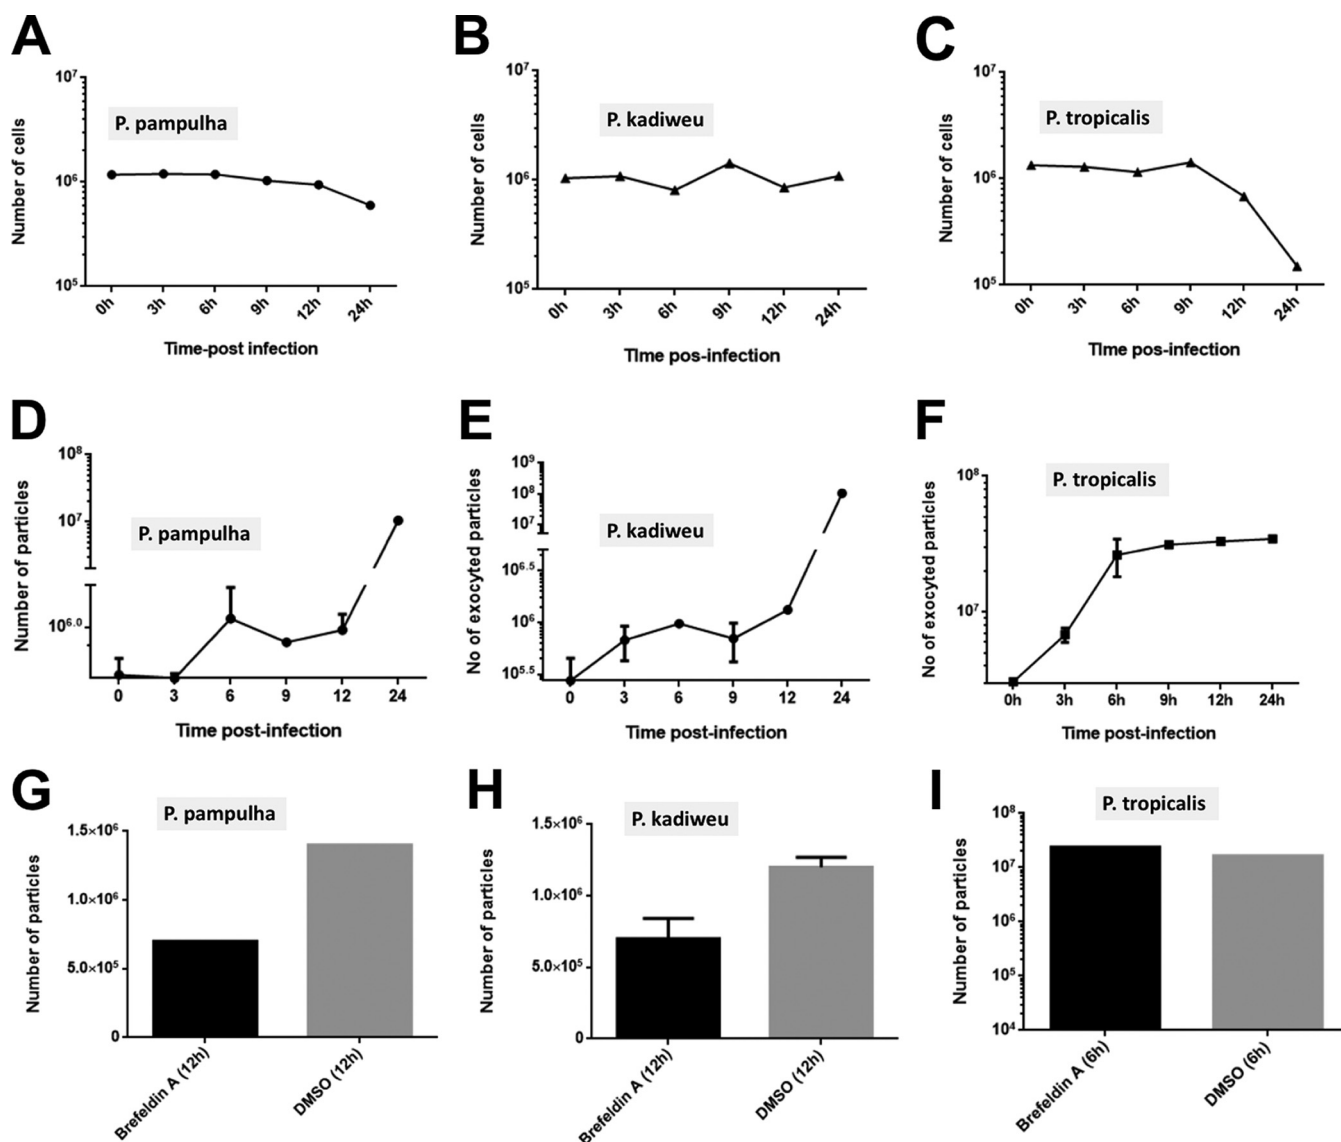 A
P. pampulha
Number of cells
10⁷
10⁶
10⁵
0h 3h 6h 9h 12h 24h
Time-post infection
B
P. kadiweu
Number of cells
10⁷
10⁶
10⁵
0h 3h 6h 9h 12h 24h
TIme pos-infection
C
P. tropicalis
Number of cells
10⁷
10⁶
10⁵
0h 3h 6h 9h 12h 24h
TIme pos-infection
D
P. pampulha
Number of particles
10⁸
10⁷
10⁶·⁰
0 3 6 9 12 24
Time post-infection
E
P. kadiweu
No of exocyted particles
10⁹
10⁸
10⁷
10⁶·⁵
10⁶
10⁵·⁵
0 3 6 9 12 24
Time post-infection
F
P. tropicalis
No of exocyted particles
10⁸
10⁷
0h 3h 6h 9h 12h 24h
Time post-infection
G
P. pampulha
Number of particles
1.5×10⁶
1.0×10⁶
5.0×10⁵
0
Brefeldin A (12h)
DMSO (12h)
H
P. kadiweu
Number of particles
1.5×10⁶
1.0×10⁶
5.0×10⁵
0
Brefeldin A (12h)
DMSO (12h)
I
P. tropicalis
Number of particles
10⁸
10⁷
10⁶
10⁵
10⁴
Brefeldin A (6h)
DMSO (6h)